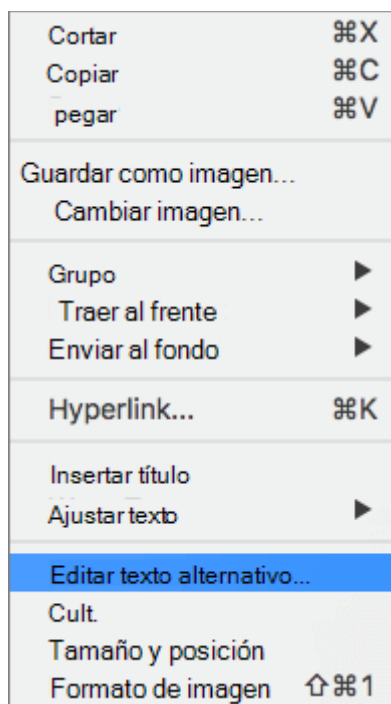 Cortar ⌘X
Copiar ⌘C
pegar ⌘V
Guardar como imagen...
Cambiar imagen...
Grupo ▶
Traer al frente ▶
Enviar al fondo ▶
Hyperlink... ⌘K
Insertar título
Ajustar texto ▶
Editar texto alternativo...
Cult.
Tamaño y posición
Formato de imagen ⇧⌘1